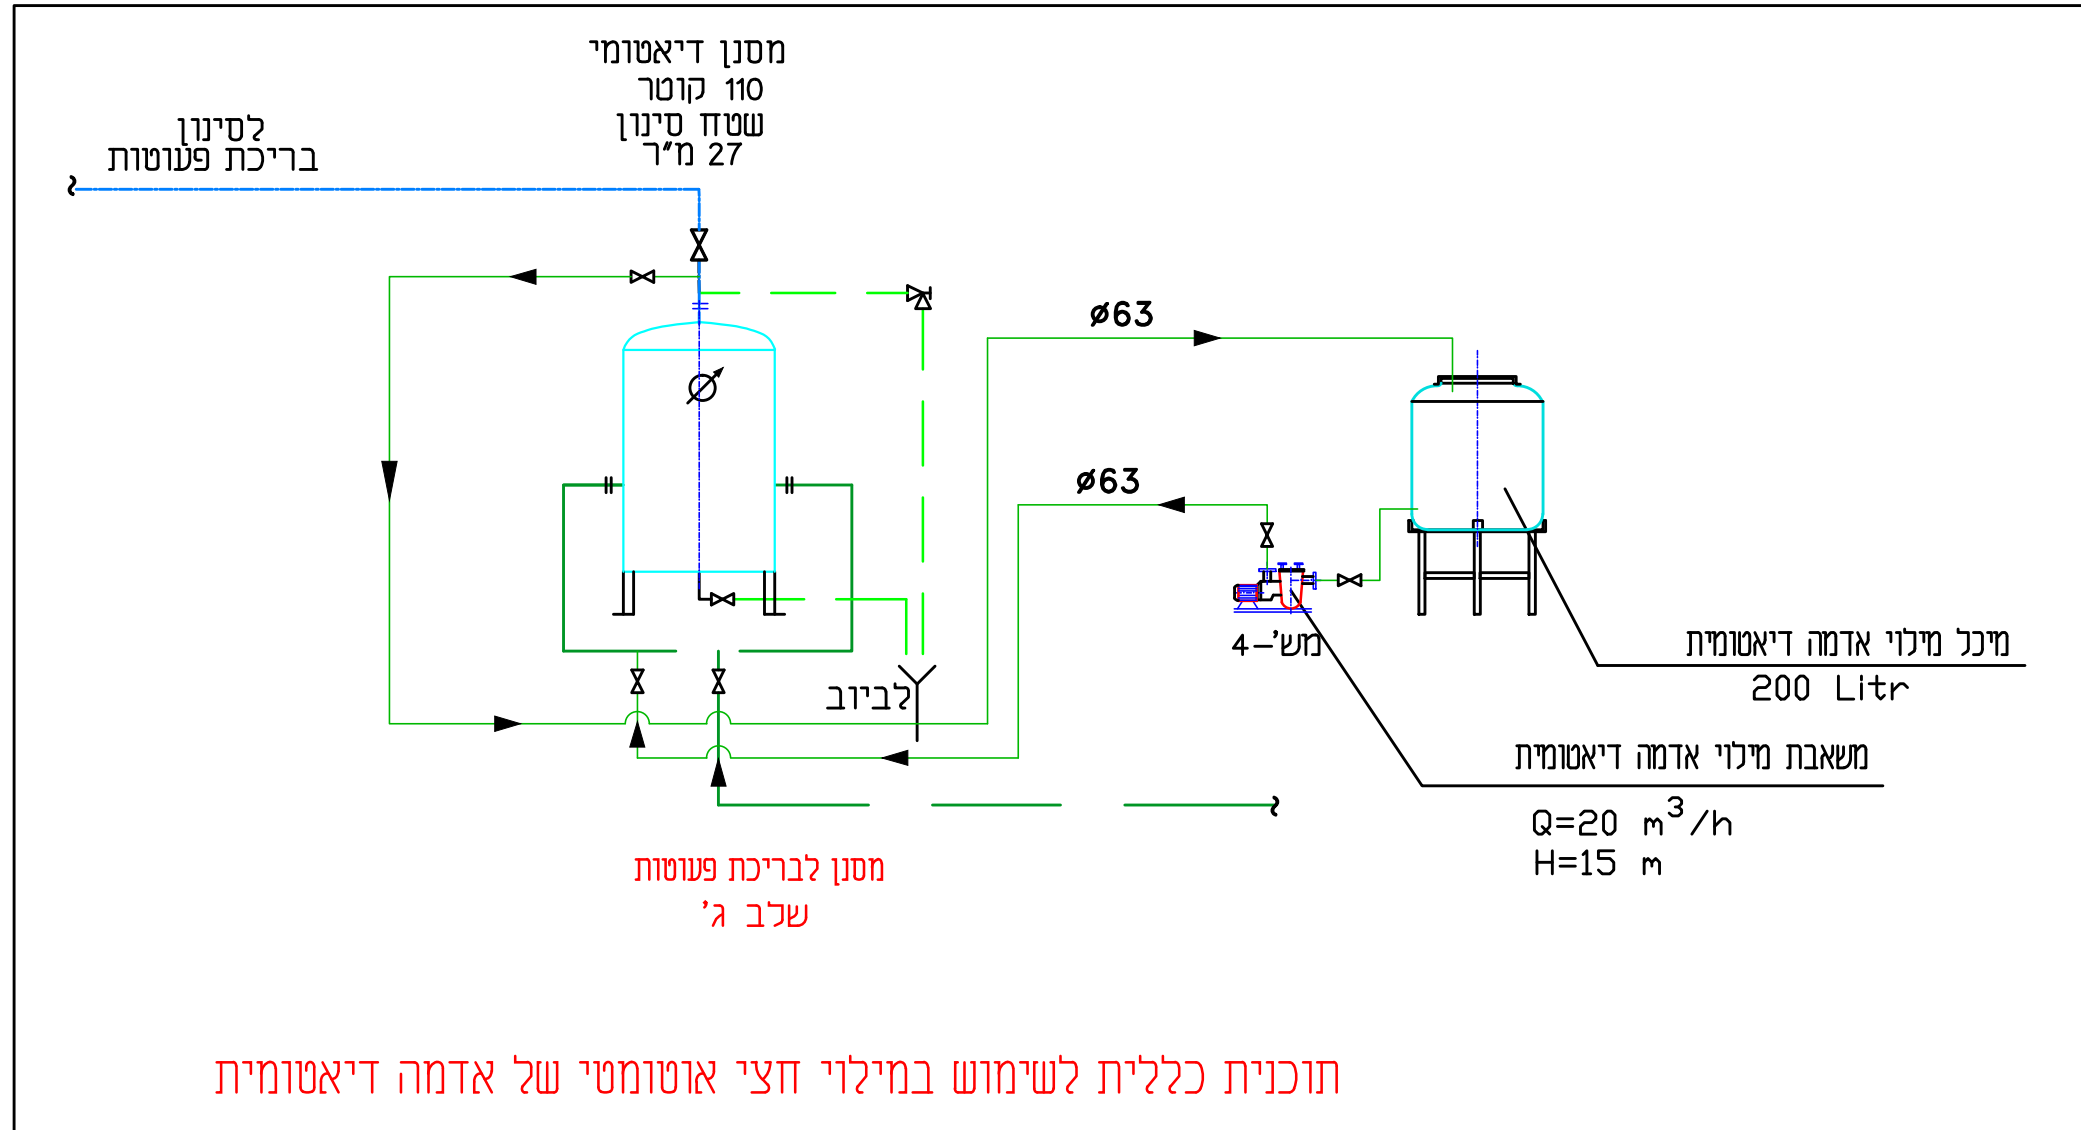 מסנן דיאטומי
110 קוטר
שטח סינון
27 מ"ר
לסינון
בריכת פעוטות
ø63
ø63
מש'-4
לביוב
מיכל מילוי אדמה דיאטומית
200 Litr
משאבת מילוי אדמה דיאטומית
Q=20 m³/h
H=15 m
מסנן לבריכת פעוטות
שלב ג'
תוכנית כללית לשימוש במילוי חצי אוטומטי של אדמה דיאטומית